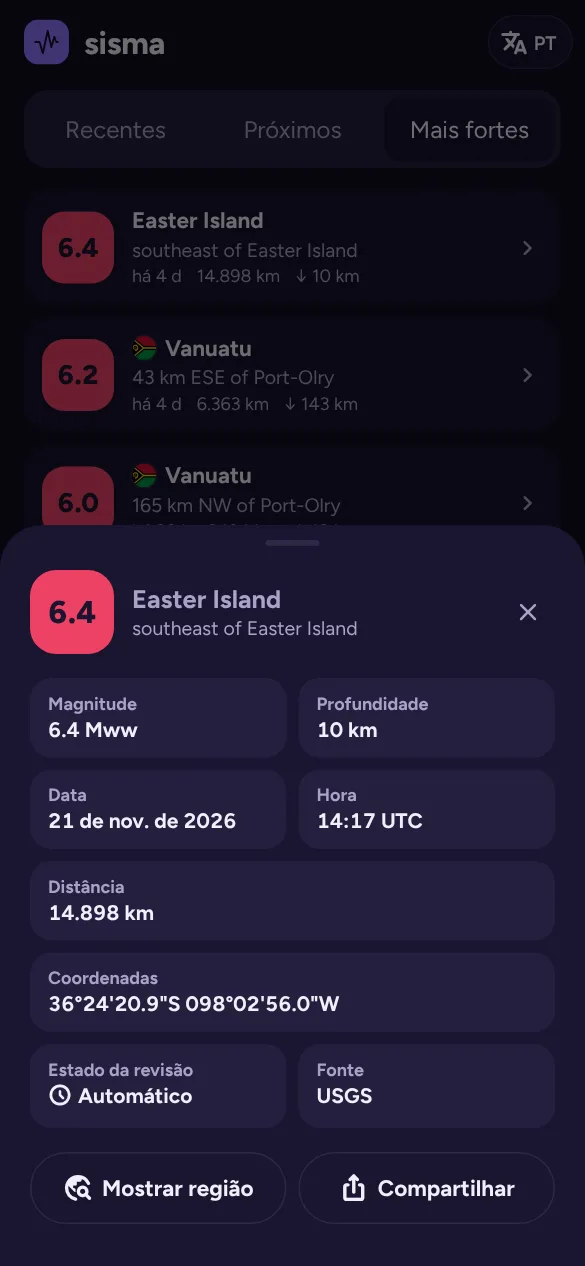 sisma
PT
Recentes
Próximos
Mais fortes
6.4
Easter Island
southeast of Easter Island
há 4 d 14.898 km ↓ 10 km
6.2
Vanuatu
43 km ESE of Port-Olry
há 4 d 6.363 km ↓ 143 km
6.0
Vanuatu
165 km NW of Port-Olry
6.4
Easter Island
southeast of Easter Island
Magnitude
6.4 Mww
Profundidade
10 km
Data
21 de nov. de 2026
Hora
14:17 UTC
Distância
14.898 km
Coordenadas
36°24'20.9"S 098°02'56.0"W
Estado da revisão
Automático
Fonte
USGS
Mostrar região
Compartilhar